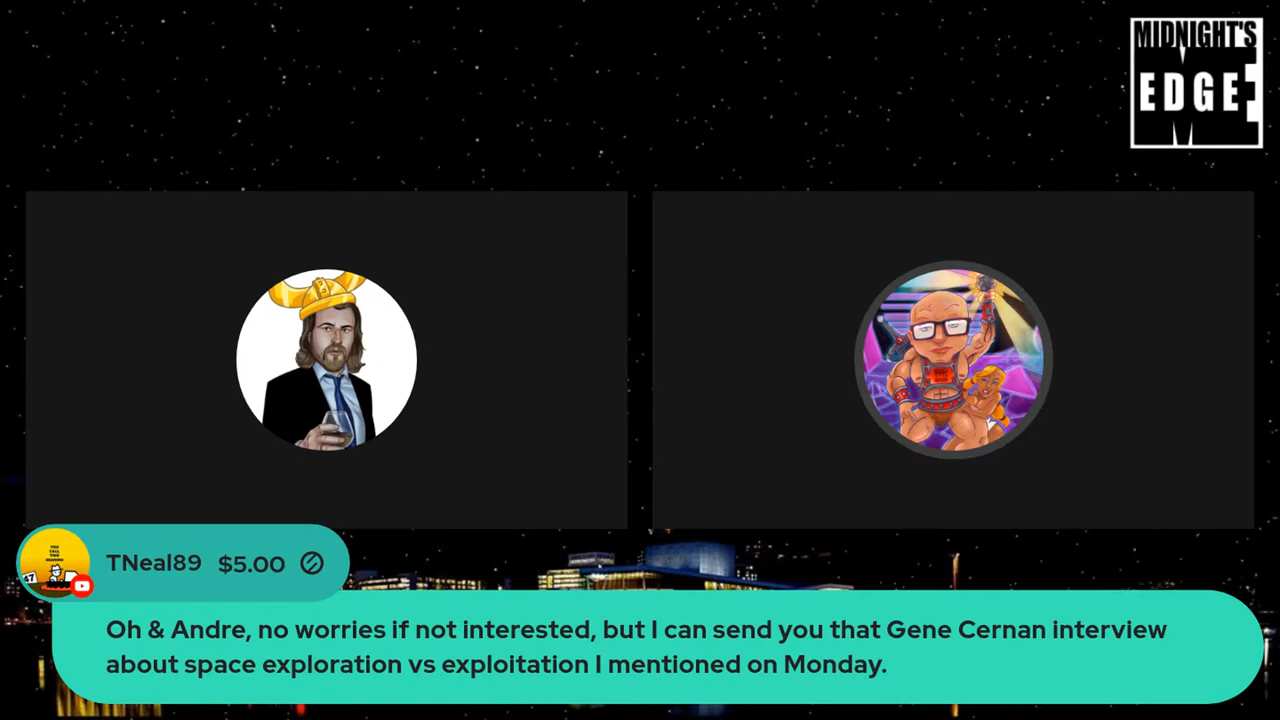 MIDNIGHT'S
EDGE
TNeal89 $5.00
Oh & Andre, no worries if not interested, but I can send you that Gene Cernan interview
about space exploration vs exploitation I mentioned on Monday.